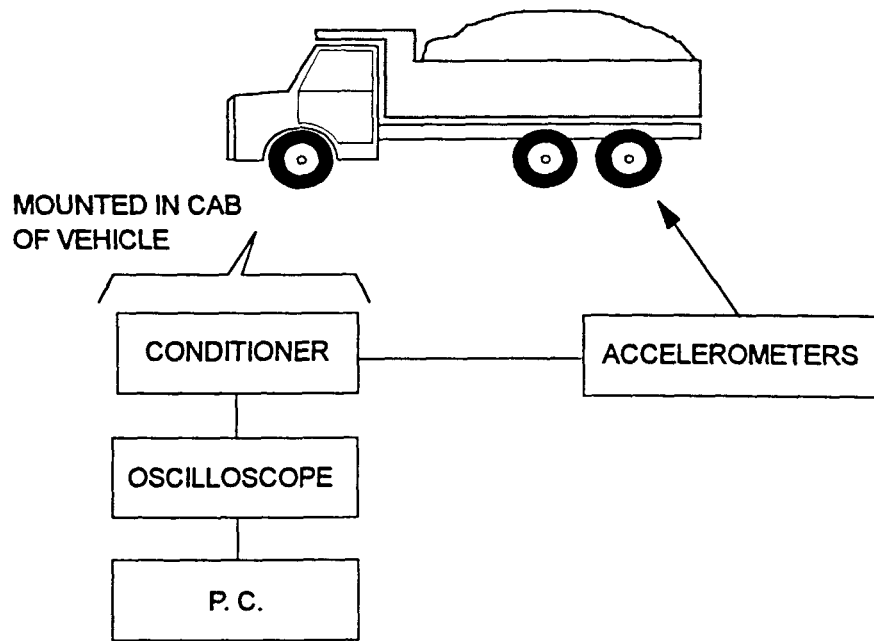 MOUNTED IN CAB
OF VEHICLE
CONDITIONER
ACCELEROMETERS
OSCILLOSCOPE
P. C.